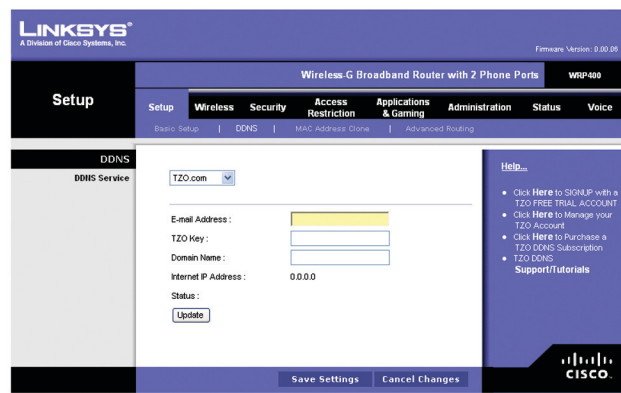 LINKSYS®
A Division of Cisco Systems, Inc.
Firmware Version: 0.00.06
Wireless-G Broadband Router with 2 Phone Ports
WRP400
Setup
Setup Wireless Security Access Restriction Applications & Gaming Administration Status Voice
Basic Setup | DDNS | MAC Address Clone | Advanced Routing
DDNS
DDNS Service
TZO.com
E-mail Address :
TZO Key :
Domain Name :
Internet IP Address : 0.0.0.0
Status :
Update
Help...
Click Here to SIGNUP with a
TZO FREE TRIAL ACCOUNT
Click Here to Manage your
TZO Account
Click Here to Purchase a
TZO DDNS Subscription
TZO DDNS
Support/Tutorials
Save Settings Cancel Changes
CISCO.